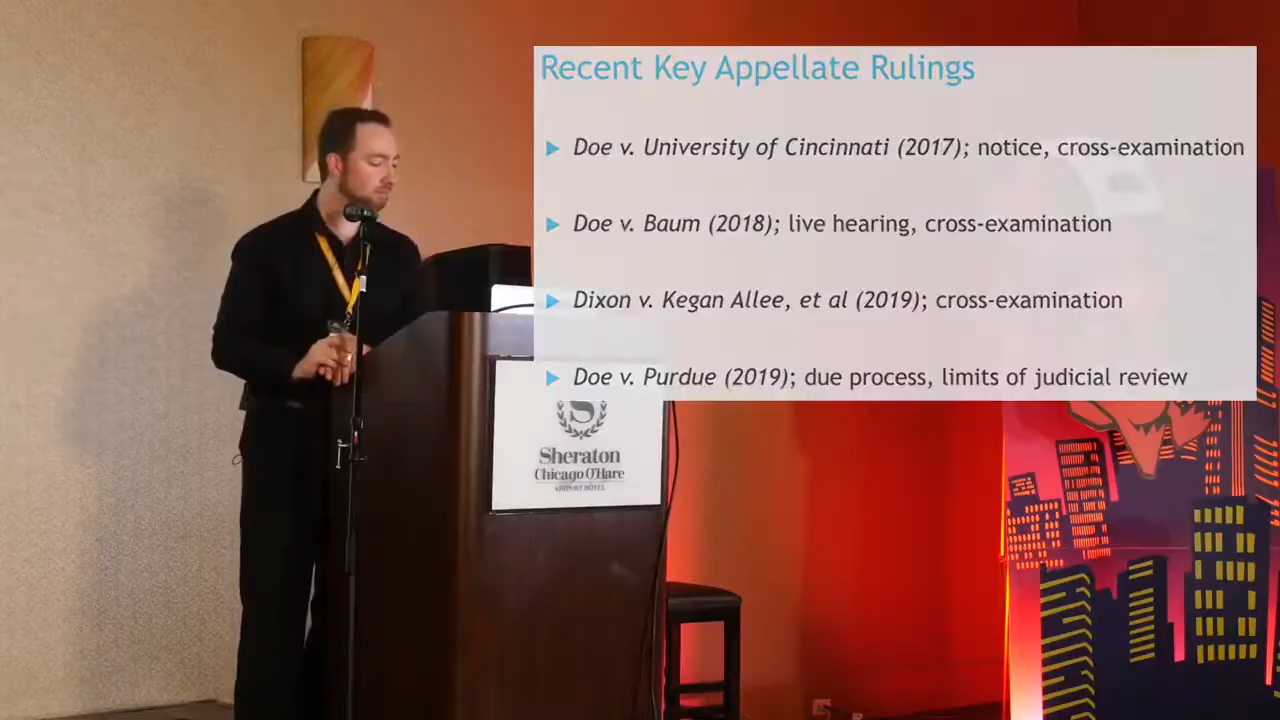 Recent Key Appellate Rulings
Doe v. University of Cincinnati (2017); notice, cross-examination
Doe v. Baum (2018); live hearing, cross-examination
Dixon v. Kegan Allee, et al (2019); cross-examination
Doe v. Purdue (2019); due process, limits of judicial review
S
Sheraton
Chicago O'Hare
AIRPORT HOTEL